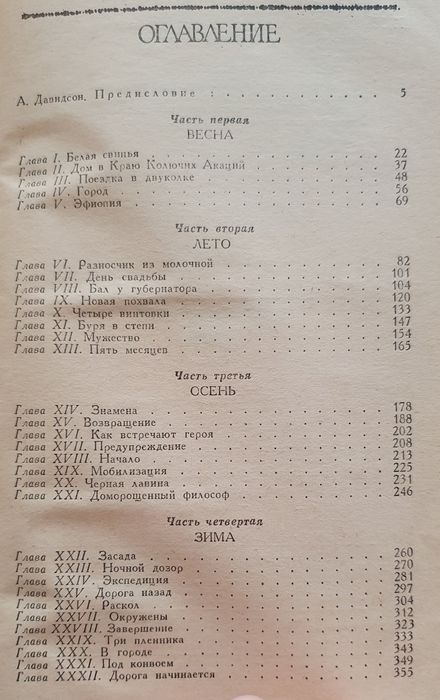 ОГЛАВЛЕНИЕ
А. Давидсон. Предисловие : . . . . . . . . . . . 5
Часть первая
ВЕСНА
Глава I. Белая свинья . . . . . . . . . . . . . . 22
Глава II. Дом в Краю Колючих Акаций . . . . . . . 37
Глава III. Поездка в двуколке . . . . . . . . . . 48
Глава IV. Город . . . . . . . . . . . . . . . . . 56
Глава V. Эфиопия . . . . . . . . . . . . . . . . 69
Часть вторая
ЛЕТО
Глава VI. Разносчик из молочной . . . . . . . . . 82
Глава VII. День свадьбы . . . . . . . . . . . . . 101
Глава VIII. Бал у губернатора . . . . . . . . . . 104
Глава IX. Новая похвала . . . . . . . . . . . . . 120
Глава X. Четыре винтовки . . . . . . . . . . . . 133
Глава XI. Буря в степи . . . . . . . . . . . . . 147
Глава XII. Мужество . . . . . . . . . . . . . . . 154
Глава XIII. Пять месяцев . . . . . . . . . . . . 165
Часть третья
ОСЕНЬ
Глава XIV. Знамена . . . . . . . . . . . . . . . 178
Глава XV. Возвращение . . . . . . . . . . . . . . 188
Глава XVI. Как встречают героя . . . . . . . . . 202
Глава XVII. Предупреждение . . . . . . . . . . . 208
Глава XVIII. Начало . . . . . . . . . . . . . . . 213
Глава XIX. Мобилизация . . . . . . . . . . . . . 225
Глава XX. Черная лавина . . . . . . . . . . . . . 231
Глава XXI. Доморощенный философ . . . . . . . . . 246
Часть четвертая
ЗИМА
Глава XXII. Засада . . . . . . . . . . . . . . . 260
Глава XXIII. Ночной дозор . . . . . . . . . . . . 270
Глава XXIV. Экспедиция . . . . . . . . . . . . . 281
Глава XXV. Дорога назад . . . . . . . . . . . . . 297
Глава XXVI. Раскол . . . . . . . . . . . . . . . 304
Глава XXVII. Окружены . . . . . . . . . . . . . . 312
Глава XXVIII. Завершение . . . . . . . . . . . . 323
Глава XXIX. Три пленника . . . . . . . . . . . . 333
Глава XXX. В городе . . . . . . . . . . . . . . . 343
Глава XXXI. Под конвоем . . . . . . . . . . . . . 349
Глава XXXII. Дорога начинается . . . . . . . . . 355